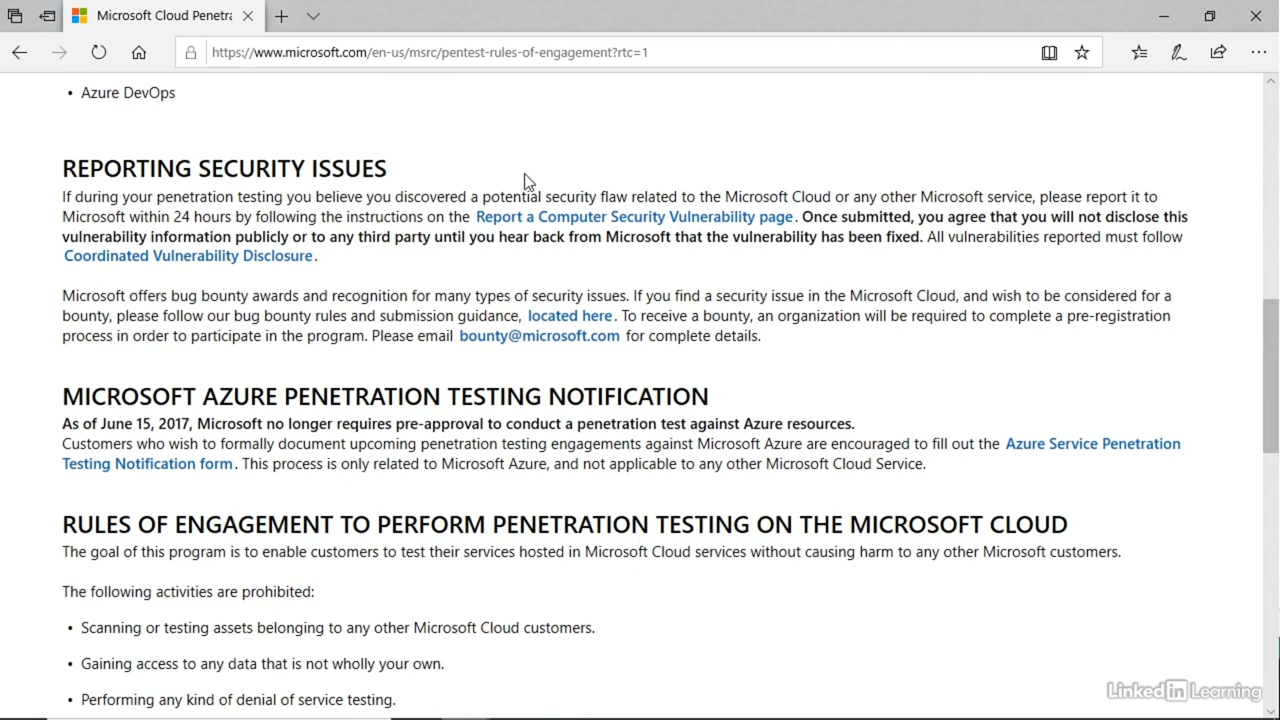 Microsoft Cloud Penetra
https://www.microsoft.com/en-us/msrc/pentest-rules-of-engagement?rtc=1
• Azure DevOps
REPORTING SECURITY ISSUES
If during your penetration testing you believe you discovered a potential security flaw related to the Microsoft Cloud or any other Microsoft service, please report it to
Microsoft within 24 hours by following the instructions on the Report a Computer Security Vulnerability page. Once submitted, you agree that you will not disclose this
vulnerability information publicly or to any third party until you hear back from Microsoft that the vulnerability has been fixed. All vulnerabilities reported must follow
Coordinated Vulnerability Disclosure.
Microsoft offers bug bounty awards and recognition for many types of security issues. If you find a security issue in the Microsoft Cloud, and wish to be considered for a
bounty, please follow our bug bounty rules and submission guidance, located here. To receive a bounty, an organization will be required to complete a pre-registration
process in order to participate in the program. Please email bounty@microsoft.com for complete details.
MICROSOFT AZURE PENETRATION TESTING NOTIFICATION
As of June 15, 2017, Microsoft no longer requires pre-approval to conduct a penetration test against Azure resources.
Customers who wish to formally document upcoming penetration testing engagements against Microsoft Azure are encouraged to fill out the Azure Service Penetration
Testing Notification form. This process is only related to Microsoft Azure, and not applicable to any other Microsoft Cloud Service.
RULES OF ENGAGEMENT TO PERFORM PENETRATION TESTING ON THE MICROSOFT CLOUD
The goal of this program is to enable customers to test their services hosted in Microsoft Cloud services without causing harm to any other Microsoft customers.
The following activities are prohibited:
• Scanning or testing assets belonging to any other Microsoft Cloud customers.
• Gaining access to any data that is not wholly your own.
• Performing any kind of denial of service testing.
Linked in Learning